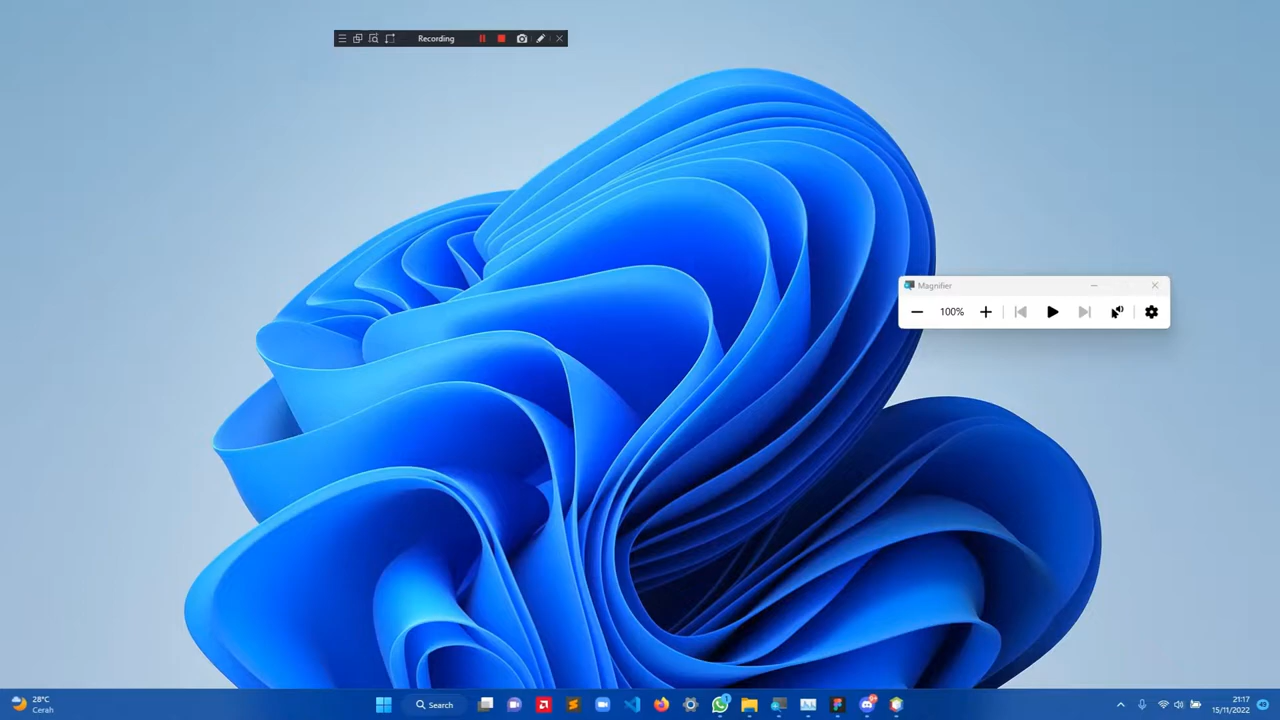 Recording
Magnifier
100%
28°C
Cerah
Search
21:17
15/11/2022